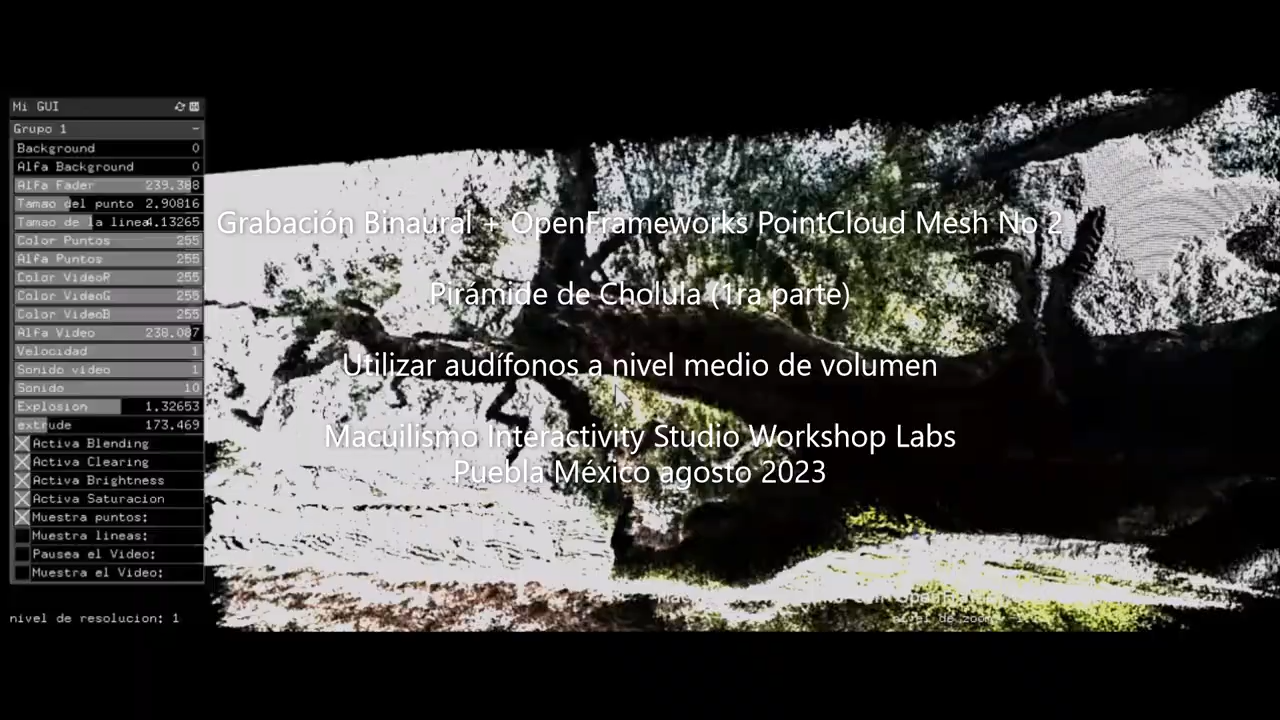 Mi GUI
Grupo 1
Background 0
Alfa Background 0
Alfa Fader 239.388
Tamao del punto 2.90816
Tamao de la linea4.13265
Color Puntos 255
Alfa Puntos 255
Color VideoR 255
Color VideoG 255
Color VideoB 255
Alfa Video 238.087
Velocidad 1
Sonido video 1
Sonido 10
Explosion 1.32653
extrude 173.469
Activa Blending
Activa Clearing
Activa Brightness
Activa Saturacion
Muestra puntos:
Muestra lineas:
Pausea el Video:
Muestra el Video:
nivel de resolucion: 1
Grabación Binaural + OpenFrameworks PointCloud Mesh No 2
Pirámide de Cholula (1ra parte)
Utilizar audífonos a nivel medio de volumen
Macuilismo Interactivity Studio Workshop Labs
Puebla México agosto 2023
nivel de zoom: